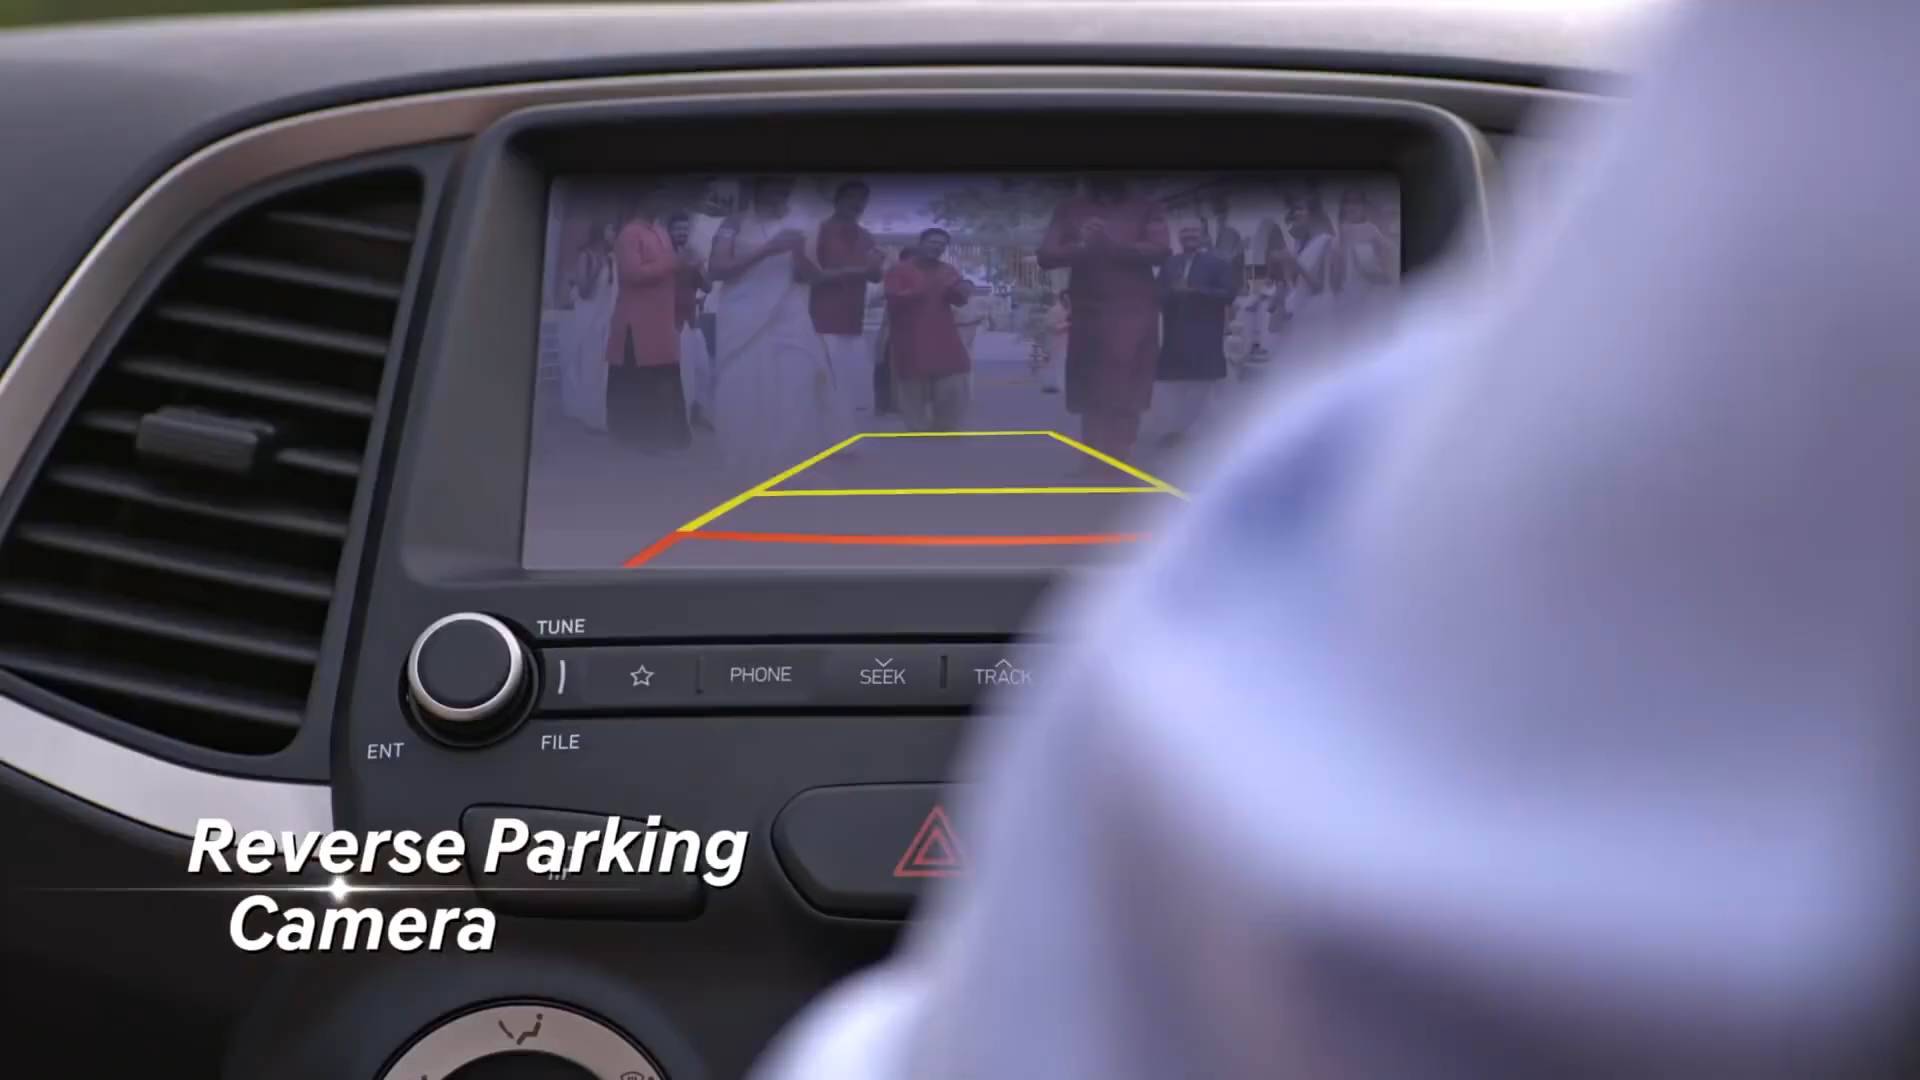 TUNE
PHONE
SEEK
TRACK
ENT
FILE
Reverse Parking
Camera